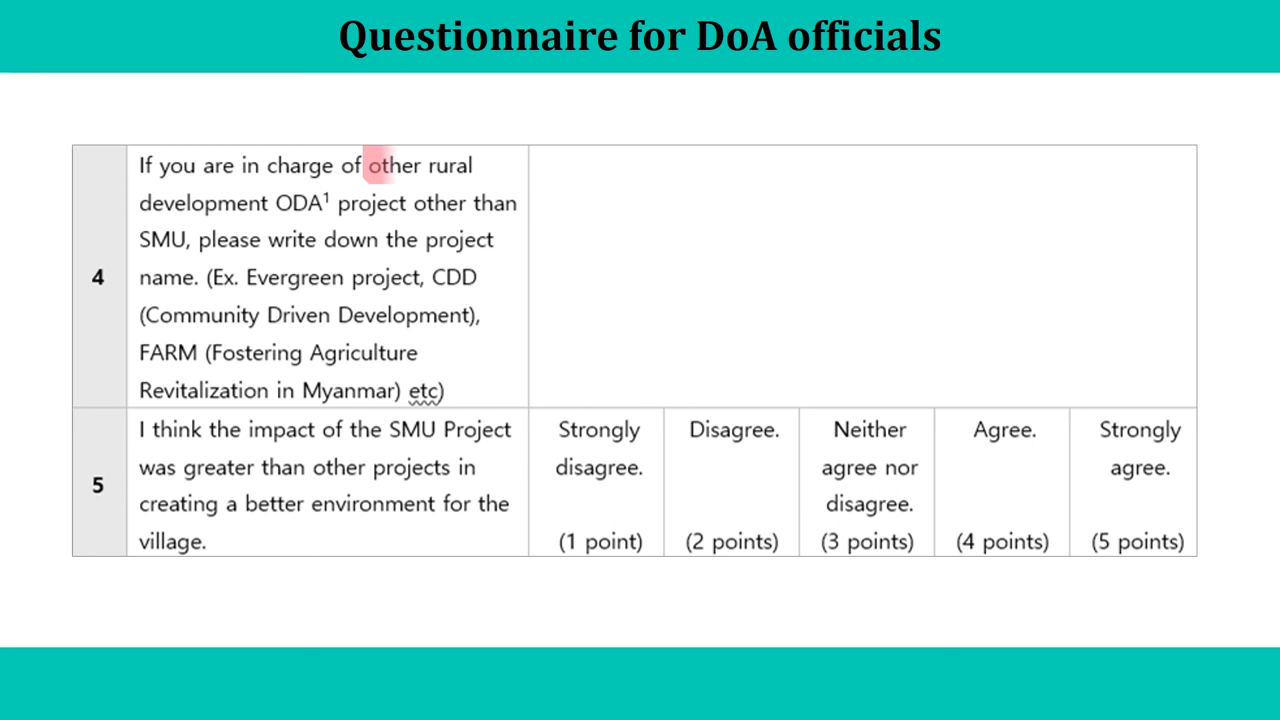 Questionnaire for DoA officials
4
If you are in charge of other rural
development ODA¹ project other than
SMU, please write down the project
name. (Ex. Evergreen project, CDD
(Community Driven Development),
FARM (Fostering Agriculture
Revitalization in Myanmar) etc)
5
I think the impact of the SMU Project
was greater than other projects in
creating a better environment for the
village.
Strongly
disagree.
(1 point)
Disagree.
(2 points)
Neither
agree nor
disagree.
(3 points)
Agree.
(4 points)
Strongly
agree.
(5 points)